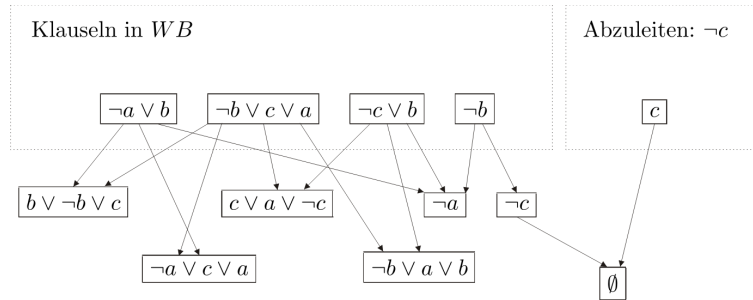 Klauseln in WB
Abzuleiten: ¬c
¬a ∨ b
¬b ∨ c ∨ a
¬c ∨ b
¬b
c
b ∨ ¬b ∨ c
c ∨ a ∨ ¬c
¬a
¬c
¬a ∨ c ∨ a
¬b ∨ a ∨ b
∅